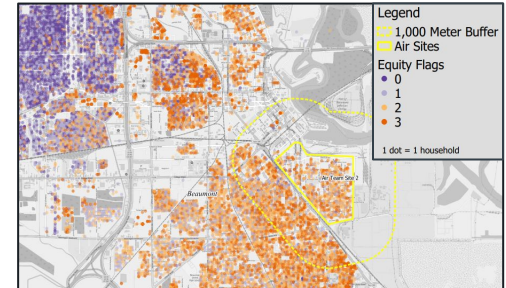 Legend
1,000 Meter Buffer
Air Sites
Equity Flags
0
1
2
3
1 dot = 1 household
Air Team Site 2
Beaumont